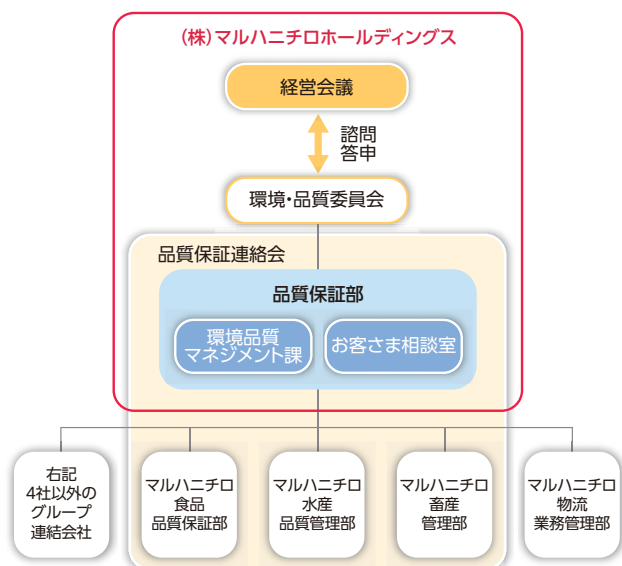 (株)マルハニチロホールディングス
経営会議
諮問
答申
環境・品質委員会
品質保証連絡会
品質保証部
環境品質
マネジメント課
お客さま相談室
右記
4社以外の
グループ
連結会社
マルハニチロ
食品
品質保証部
マルハニチロ
水産
品質管理部
マルハニチロ
畜産
管理部
マルハニチロ
物流
業務管理部